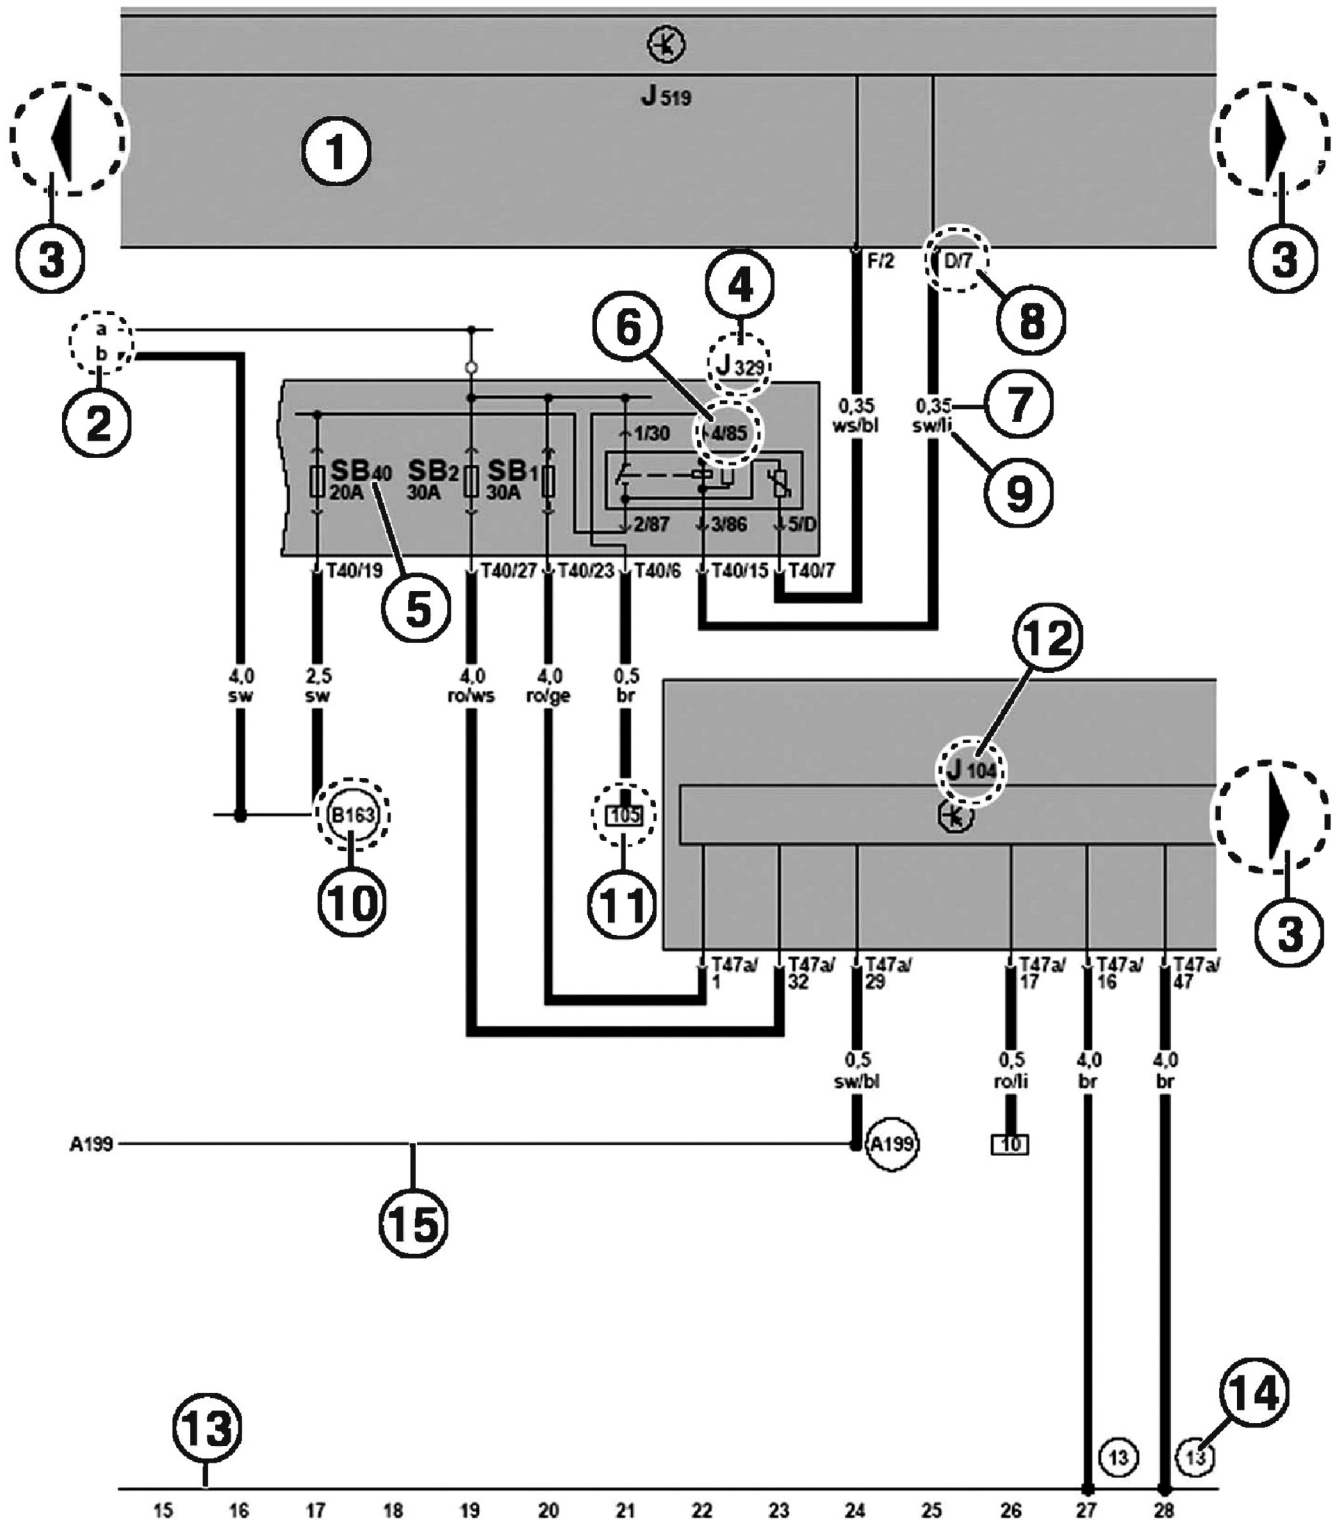 J 519
1
3
3
3
F/2
D/7
4
8
6
a
b
2
J 329
7
0,35
ws/bl
0,35
sw/li
1/30
4/85
SB40
20A
SB2
30A
SB1
30A
9
2/87
3/86
5/D
T40/19
T40/27
T40/23
T40/6
T40/15
T40/7
5
12
4,0
sw
2,5
sw
4,0
ro/ws
4,0
ro/ge
0,5
br
J 104
B163
105
10
11
T47a/
1
T47a/
32
T47a/
29
T47a/
17
T47a/
16
T47a/
47
0,5
sw/bl
0,5
ro/li
4,0
br
4,0
br
A199
A199
10
15
13
14
13
13
15 16 17 18 19 20 21 22 23 24 25 26 27 28